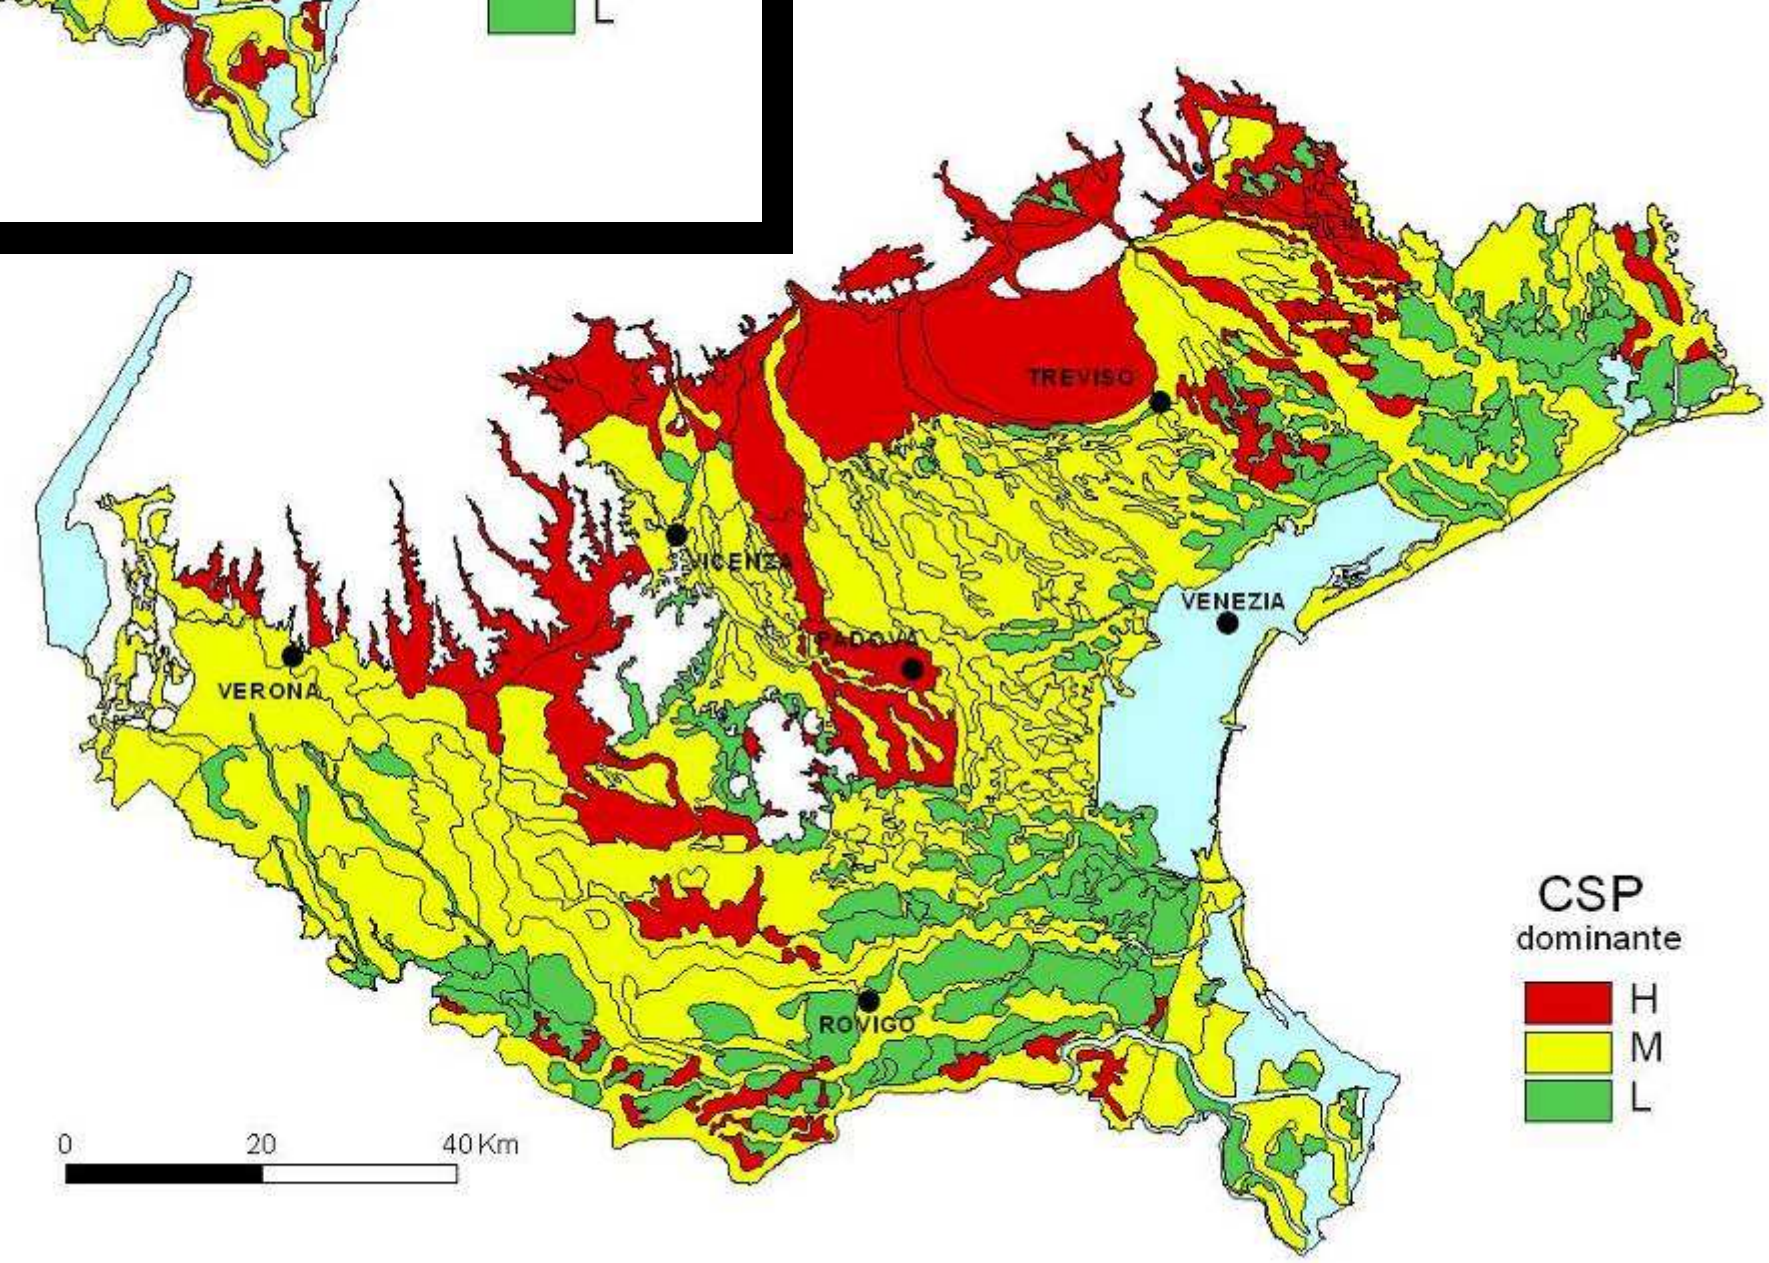 L
TREVISO
VICENZA
VENEZIA
PADOVA
VERONA
ROVIGO
CSP
dominante
H
M
L
0 20 40 Km